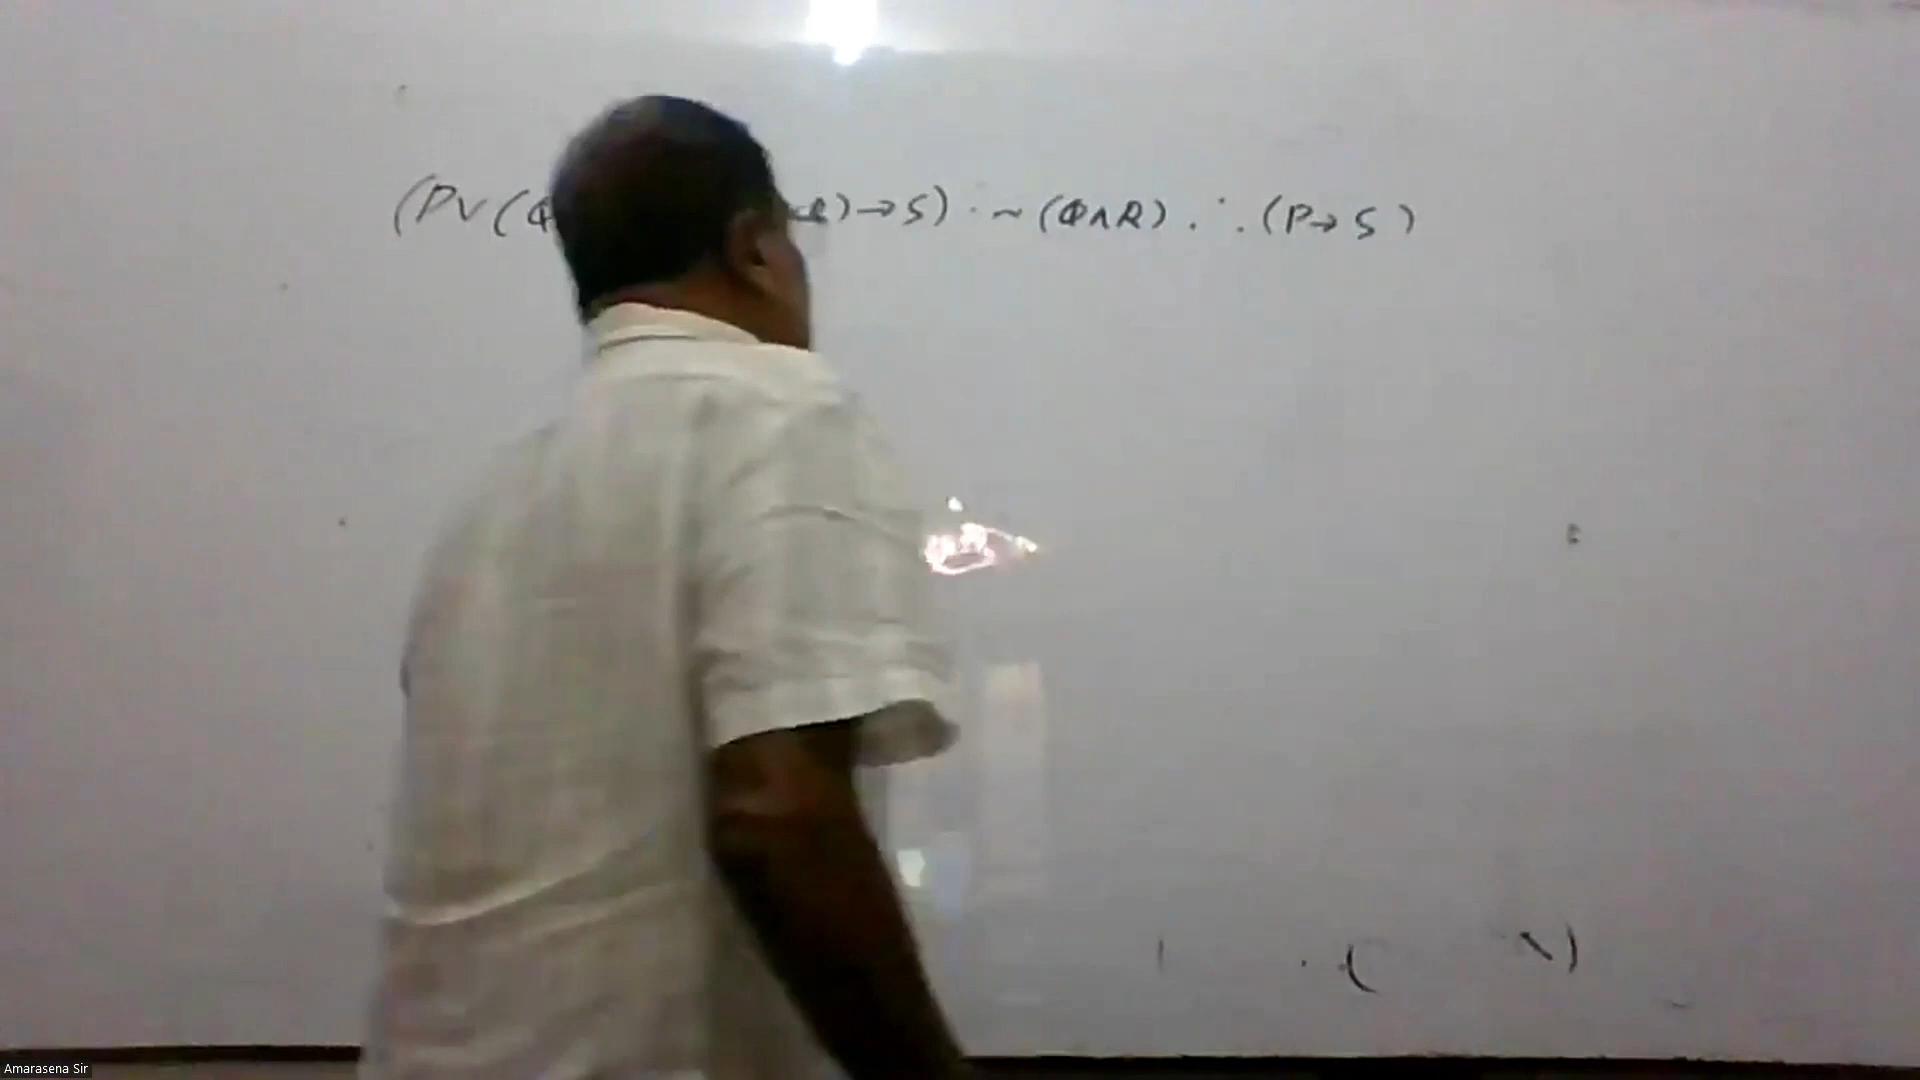 (P∨(Q )→S) · ~(Q∧R) . ∴ (P→S)
Amarasena Sir